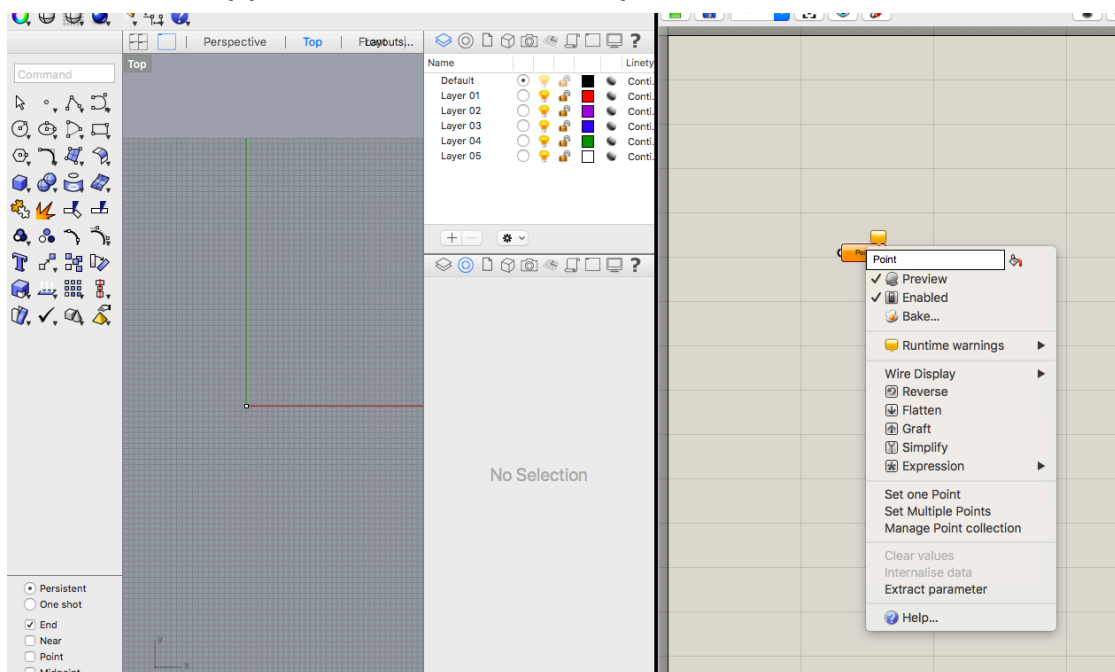 Perspective | Top | Layouts...
Command
Top
Name Linety
Default Conti.
Layer 01 Conti.
Layer 02 Conti.
Layer 03 Conti.
Layer 04 Conti.
Layer 05 Conti.
No Selection
Persistent
One shot
End
Near
Point
Midpoint
y
x
Poi
Point
Preview
Enabled
Bake...
Runtime warnings
Wire Display
Reverse
Flatten
Graft
Simplify
Expression
Set one Point
Set Multiple Points
Manage Point collection
Clear values
Internalise data
Extract parameter
Help...